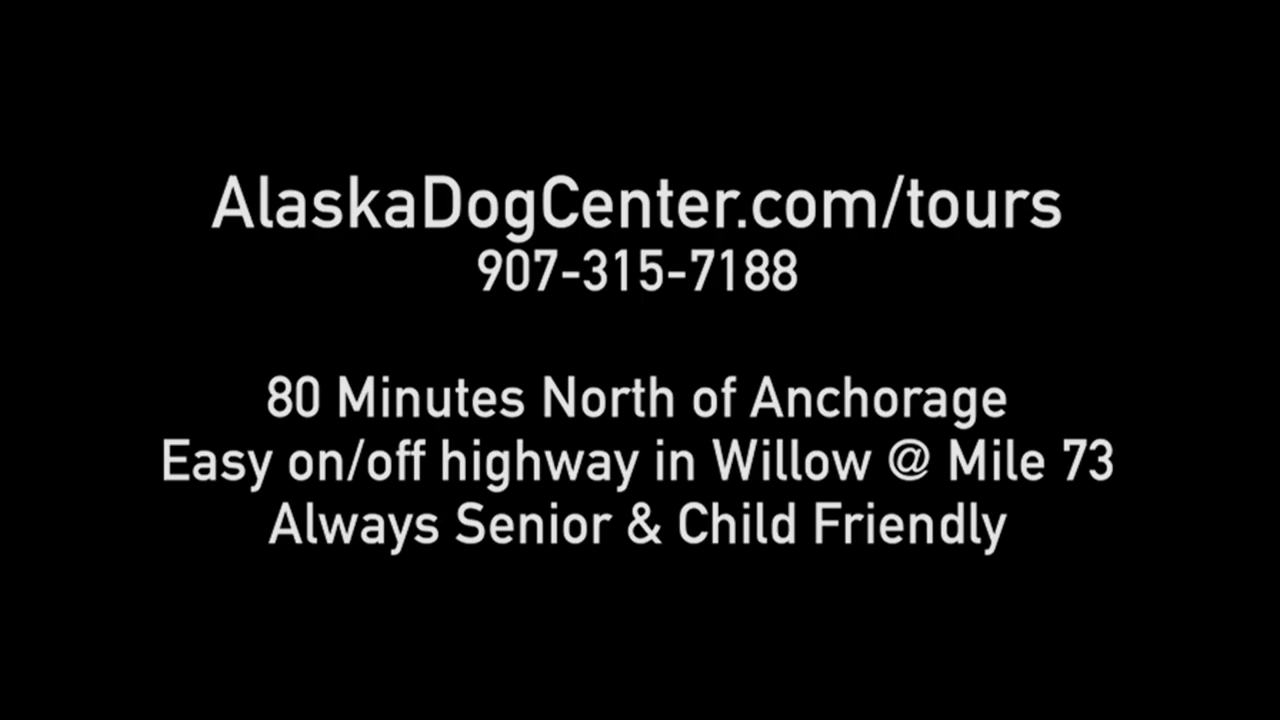 AlaskaDogCenter.com/tours
907-315-7188
80 Minutes North of Anchorage
Easy on/off highway in Willow @ Mile 73
Always Senior & Child Friendly